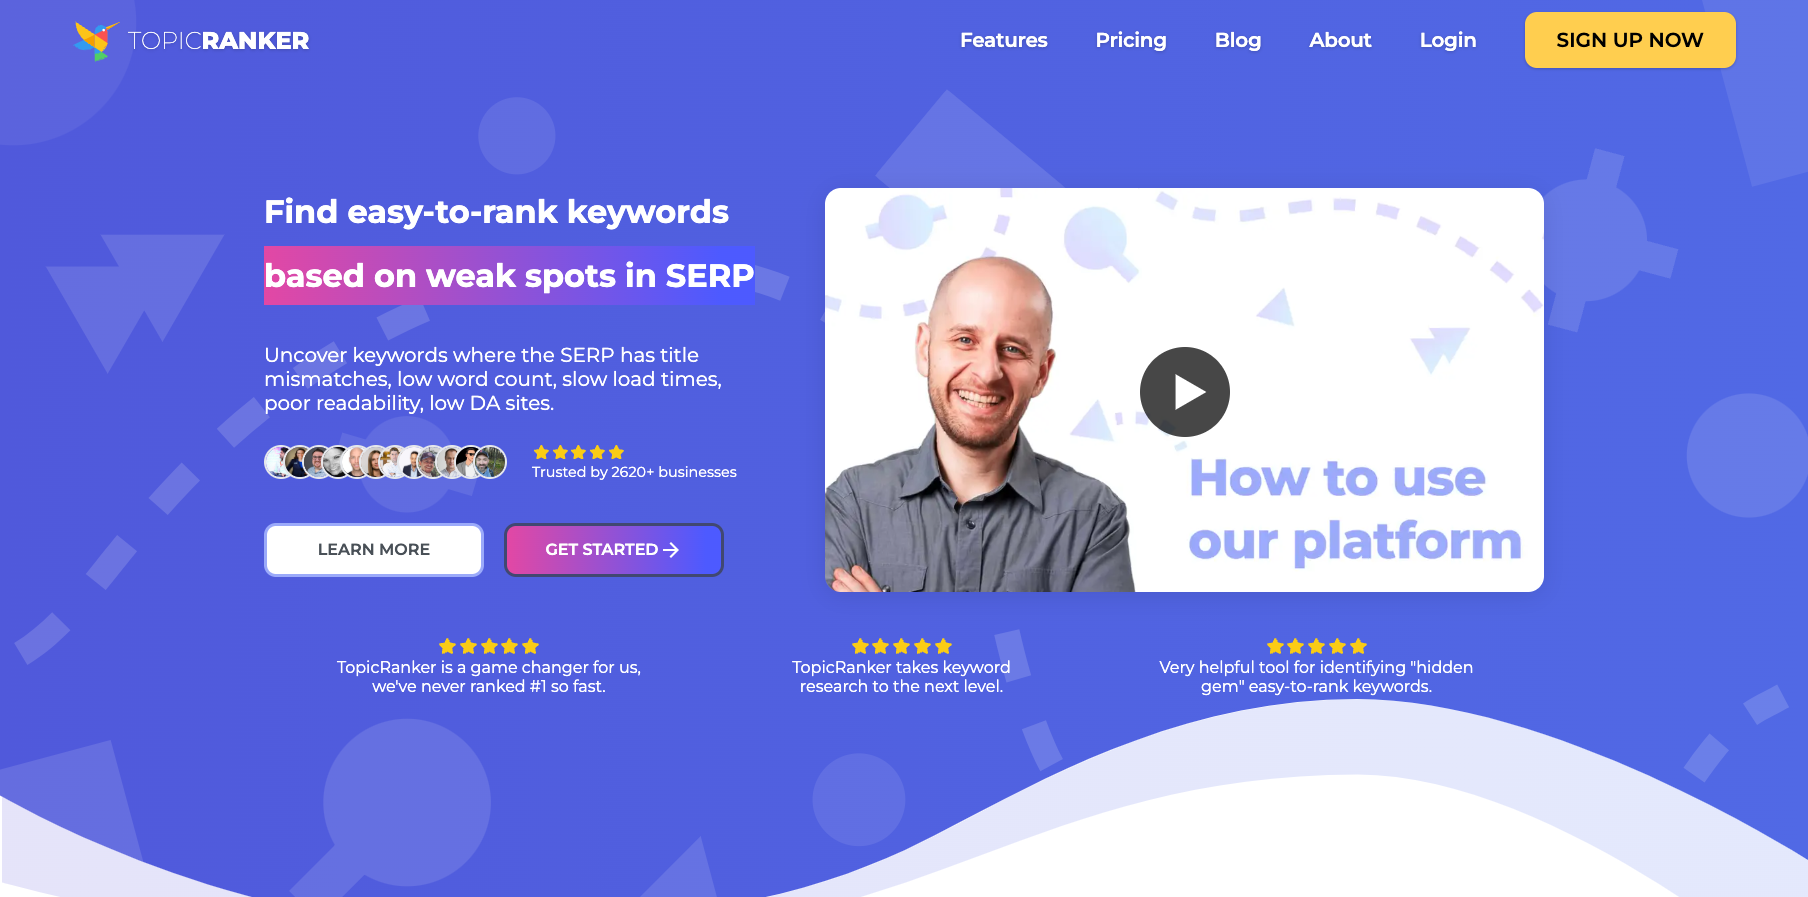 TOPICRANKER
Features
Pricing
Blog
About
Login
SIGN UP NOW
Find easy-to-rank keywords
based on weak spots in SERP
Uncover keywords where the SERP has title
mismatches, low word count, slow load times,
poor readability, low DA sites.
Trusted by 2620+ businesses
LEARN MORE
GET STARTED
How to use
our platform
TopicRanker is a game changer for us,
we've never ranked #1 so fast.
TopicRanker takes keyword
research to the next level.
Very helpful tool for identifying "hidden
gem" easy-to-rank keywords.